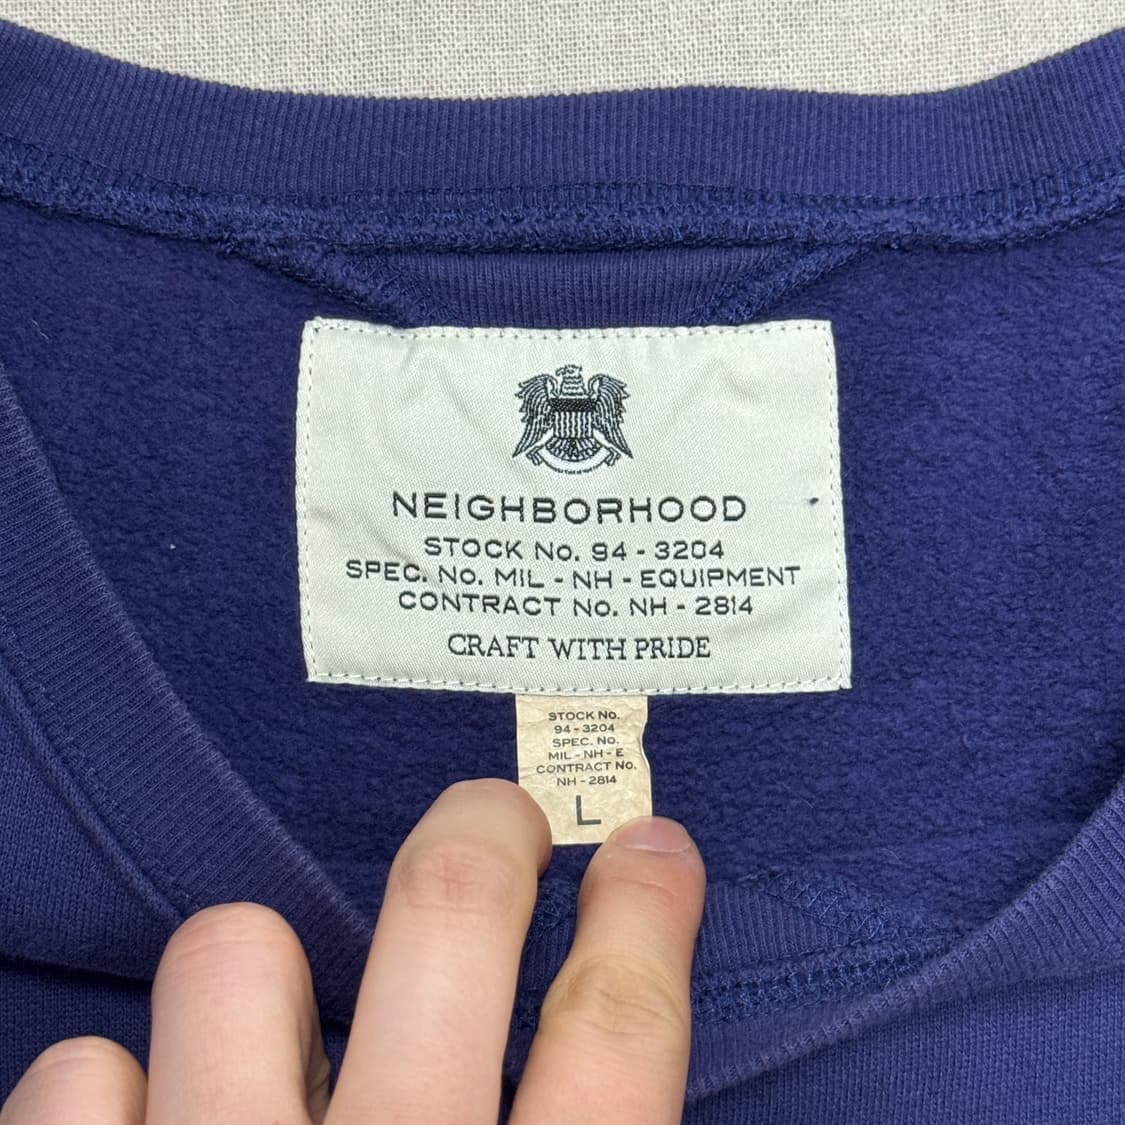 NEIGHBORHOOD
STOCK No. 94 - 3204
SPEC. No. MIL - NH - EQUIPMENT
CONTRACT No. NH - 2814
CRAFT WITH PRIDE
STOCK No.
94 - 3204
SPEC. No.
MIL - NH - E
CONTRACT No.
NH - 2814
L